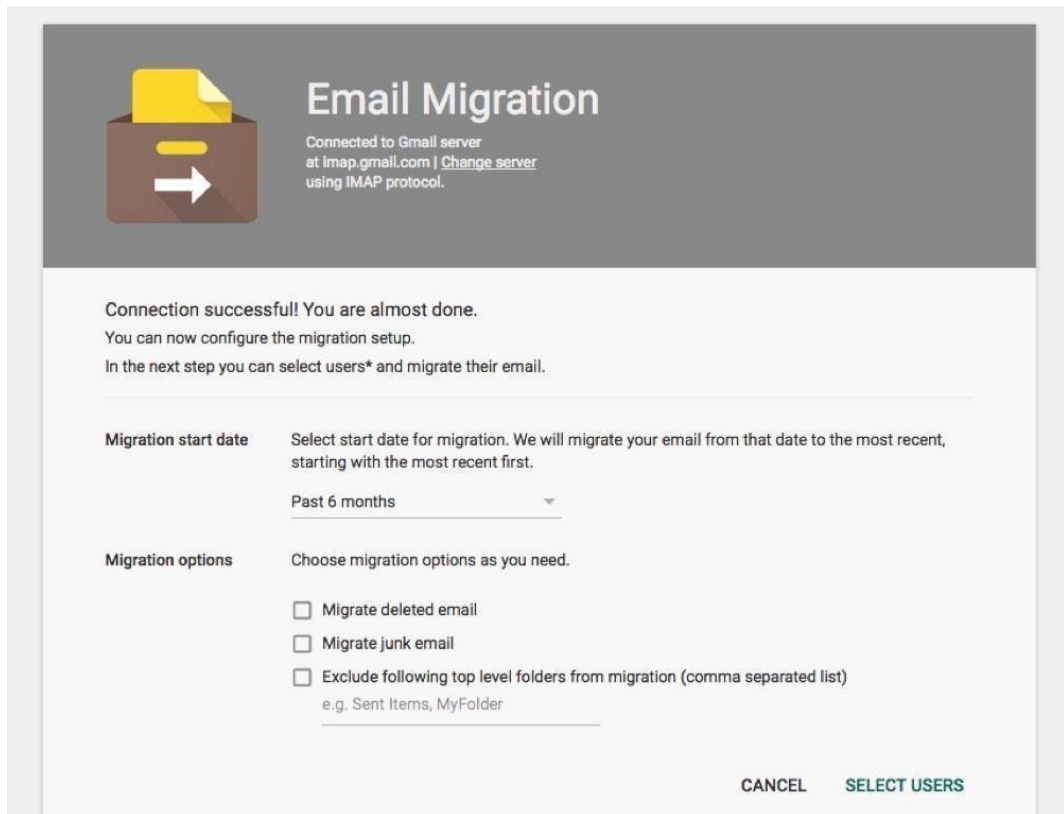 Email Migration
Connected to Gmail server
at imap.gmail.com | Change server
using IMAP protocol.
Connection successful! You are almost done.
You can now configure the migration setup.
In the next step you can select users* and migrate their email.
Migration start date
Select start date for migration. We will migrate your email from that date to the most recent,
starting with the most recent first.
Past 6 months
Migration options
Choose migration options as you need.
Migrate deleted email
Migrate junk email
Exclude following top level folders from migration (comma separated list)
e.g. Sent Items, MyFolder
CANCEL SELECT USERS